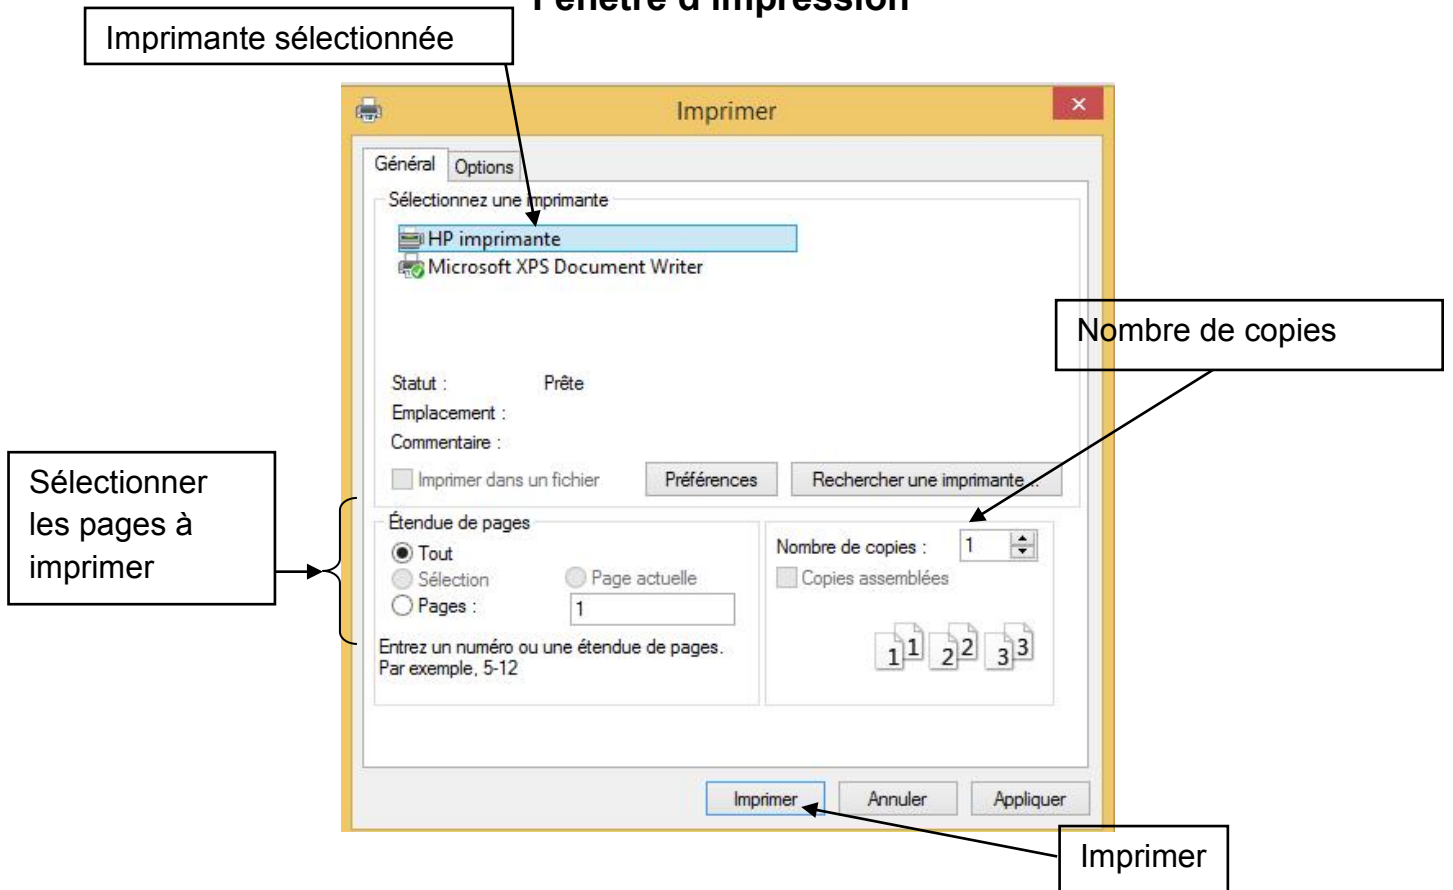 Fenêtre d'impression
Imprimante sélectionnée
Imprimer
Général Options
Sélectionnez une imprimante
HP imprimante
Microsoft XPS Document Writer
Nombre de copies
Statut : Prête
Emplacement :
Commentaire :
Imprimer dans un fichier Préférences Rechercher une imprimante...
Sélectionner
les pages à
imprimer
Étendue de pages
Tout
Sélection Page actuelle
Pages : 1
Entrez un numéro ou une étendue de pages.
Par exemple, 5-12
Nombre de copies : 1
Copies assemblées
1 1 2 2 3 3
Imprimer Annuler Appliquer
Imprimer